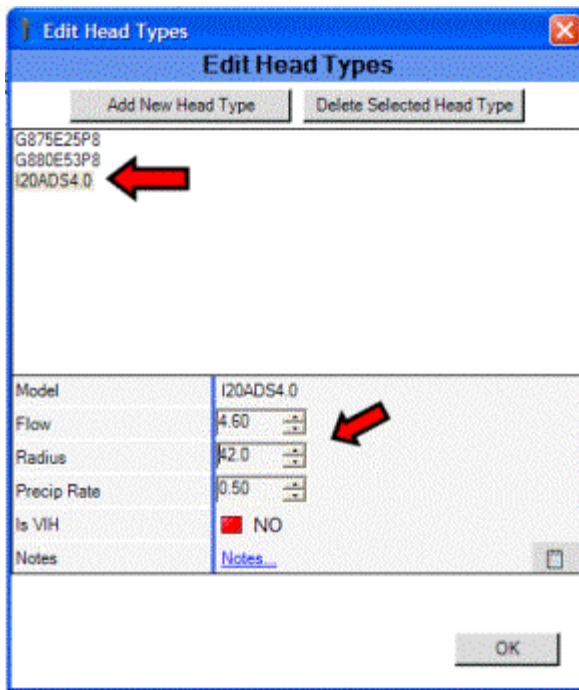 Edit Head Types
Edit Head Types
Add New Head Type Delete Selected Head Type
G875E25P8
G880E53P8
I20ADS4.0
Model I20ADS4.0
Flow 4.60
Radius 42.0
Precip Rate 0.50
Is VIH NO
Notes Notes...
OK